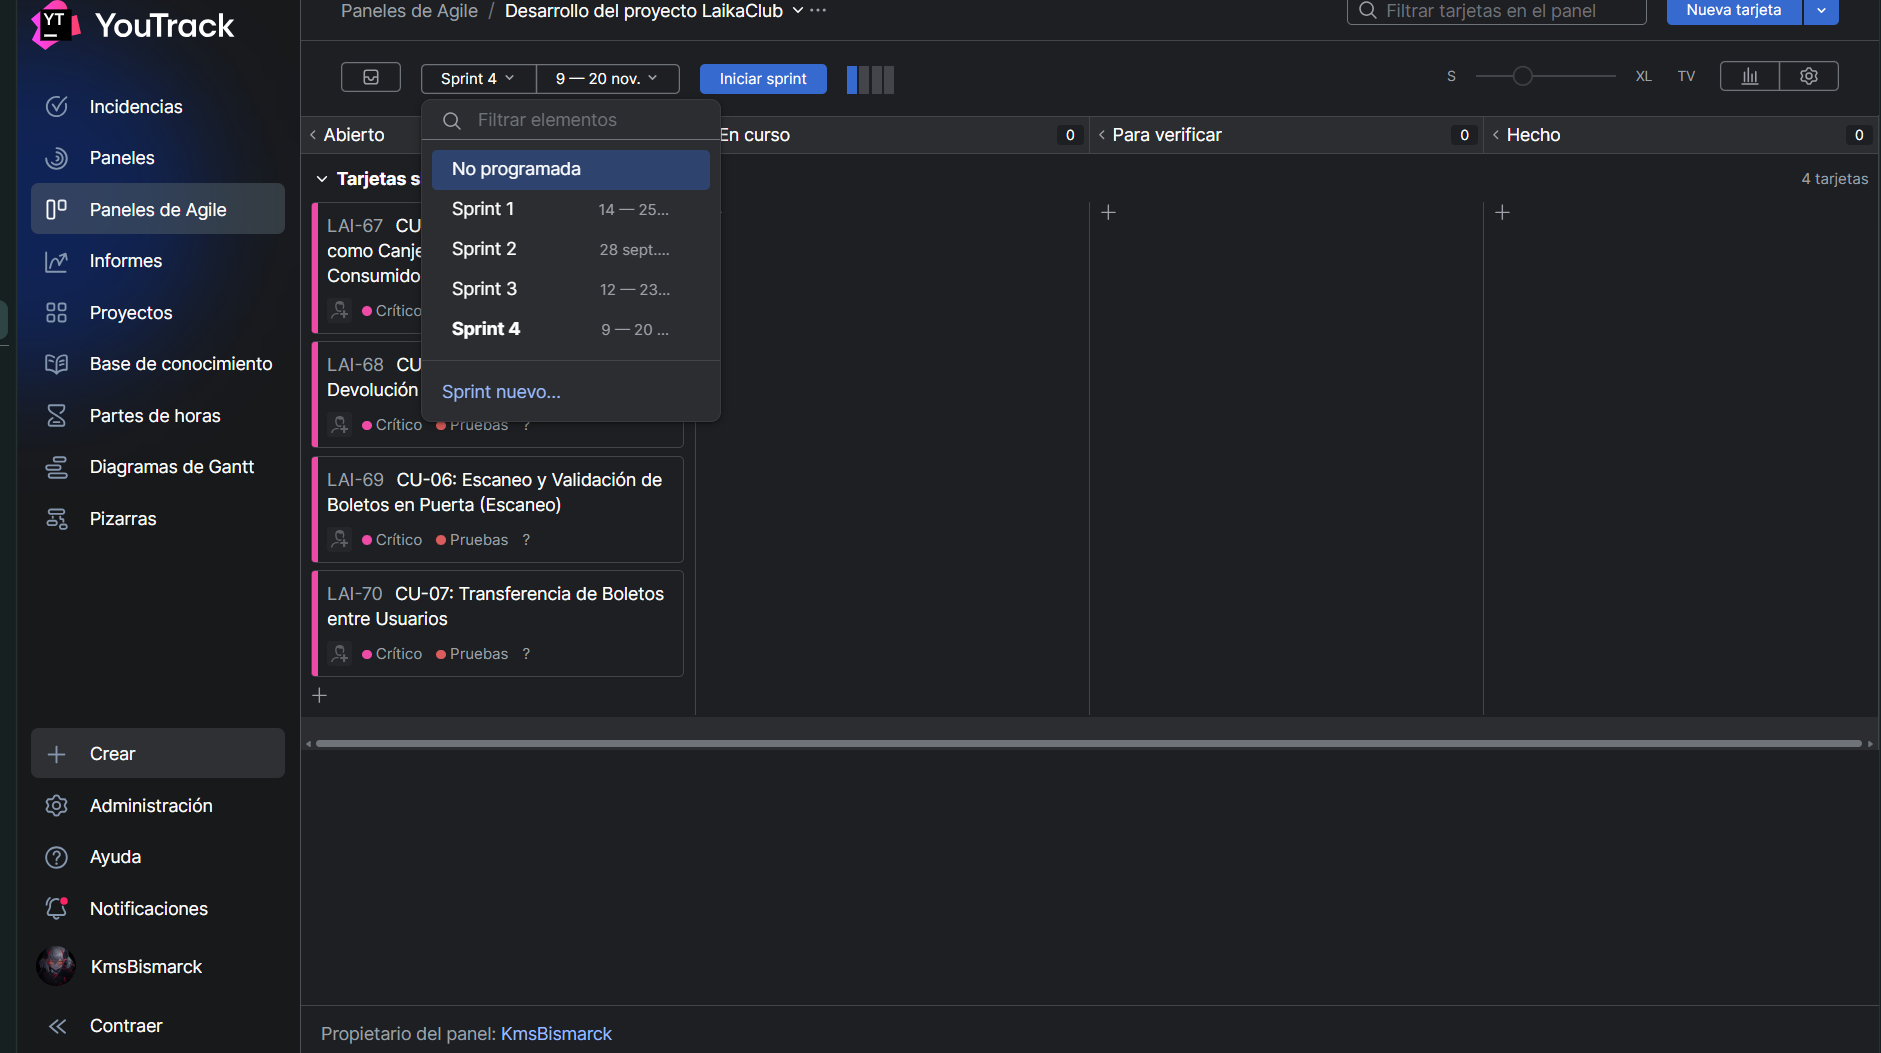 YT YouTrack
Incidencias
Paneles
Paneles de Agile
Informes
Proyectos
Base de conocimiento
Partes de horas
Diagramas de Gantt
Pizarras
Crear
Administración
Ayuda
Notificaciones
KmsBismarck
Contraer
Paneles de Agile / Desarrollo del proyecto LaikaClub
Filtrar tarjetas en el panel
Nueva tarjeta
Sprint 4
9 — 20 nov.
Iniciar sprint
S
XL
TV
Filtrar elementos
No programada
Sprint 1 14 — 25...
Sprint 2 28 sept....
Sprint 3 12 — 23...
Sprint 4 9 — 20 ...
Sprint nuevo...
Abierto
En curso 0
Para verificar 0
Hecho 0
Tarjetas s
4 tarjetas
LAI-67 CU
como Canje
Consumido
Crítico
LAI-68 CU
Devolución
Crítico Pruebas ?
LAI-69 CU-06: Escaneo y Validación de
Boletos en Puerta (Escaneo)
Crítico Pruebas ?
LAI-70 CU-07: Transferencia de Boletos
entre Usuarios
Crítico Pruebas ?
Propietario del panel: KmsBismarck